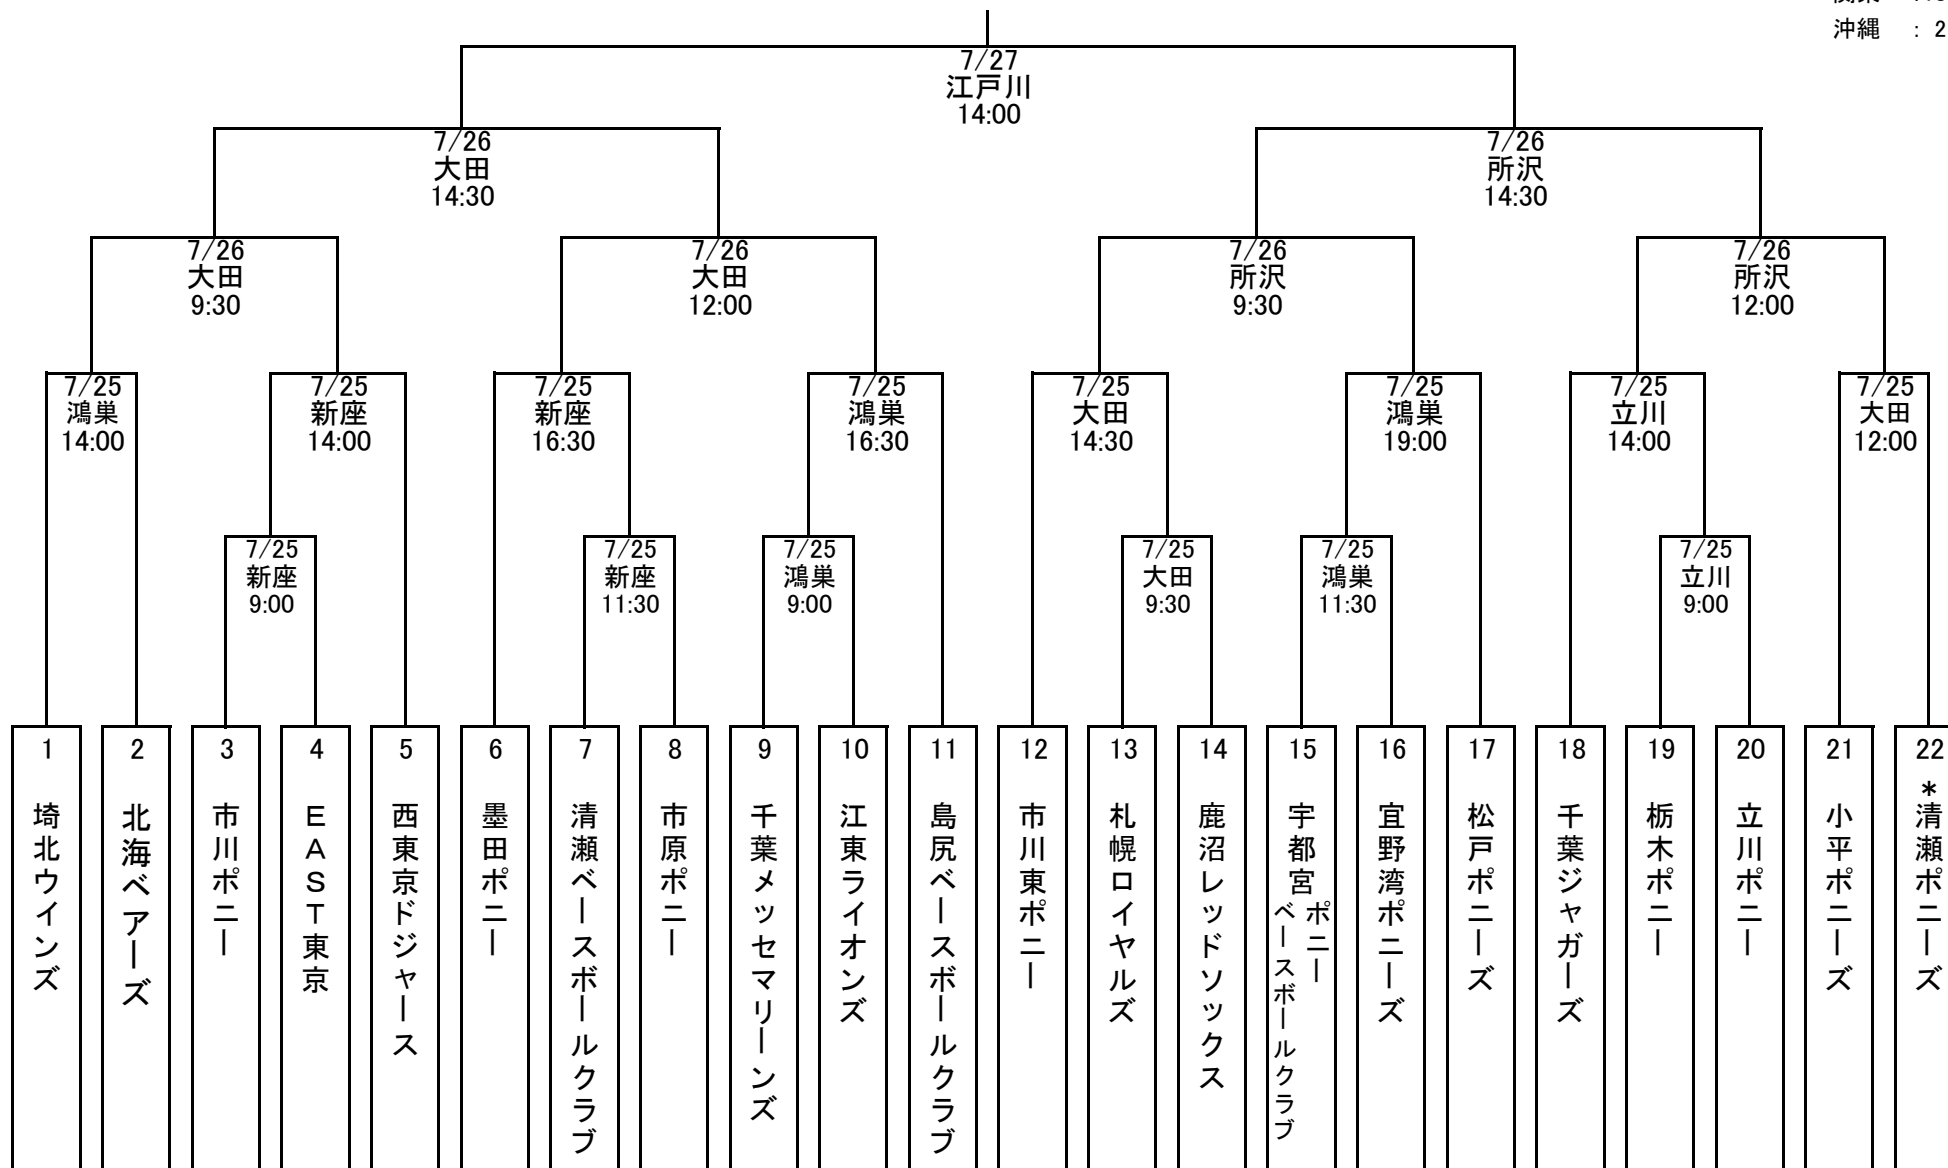 沖縄 : 2
7/27
江戸川
14:00
7/26
大田
14:30
7/26
所沢
14:30
7/26
大田
9:30
7/26
大田
12:00
7/26
所沢
9:30
7/26
所沢
12:00
7/25
鴻巣
14:00
7/25
新座
14:00
7/25
新座
16:30
7/25
鴻巣
16:30
7/25
大田
14:30
7/25
鴻巣
19:00
7/25
立川
14:00
7/25
大田
12:00
7/25
新座
9:00
7/25
新座
11:30
7/25
鴻巣
9:00
7/25
大田
9:30
7/25
鴻巣
11:30
7/25
立川
9:00
1
埼北ウインズ
2
北海ベアーズ
3
市川ポニー
4
EAST東京
5
西東京ドジャース
6
墨田ポニー
7
清瀬ベースボールクラブ
8
市原ポニー
9
千葉メッセマリーンズ
10
江東ライオンズ
11
島尻ベースボールクラブ
12
市川東ポニー
13
札幌ロイヤルズ
14
鹿沼レッドソックス
15
宇都宮
ポニー
ベースボールクラブ
16
宜野湾ポニーズ
17
松戸ポニーズ
18
千葉ジャガーズ
19
栃木ポニー
20
立川ポニー
21
小平ポニーズ
22
*清瀬ポニーズ